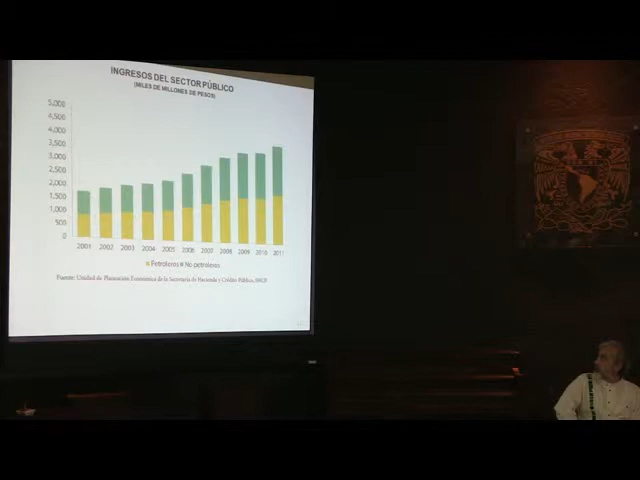 INGRESOS DEL SECTOR PÚBLICO
(MILES DE MILLONES DE PESOS)
5,000
4,500
4,000
3,500
3,000
2,500
2,000
1,500
1,000
500
0
2001 2002 2003 2004 2005 2006 2007 2008 2009 2010 2011
Petroleros No petroleros
Fuente: Unidad de Planeación Económica de la Secretaría de Hacienda y Crédito Público, SHCP.